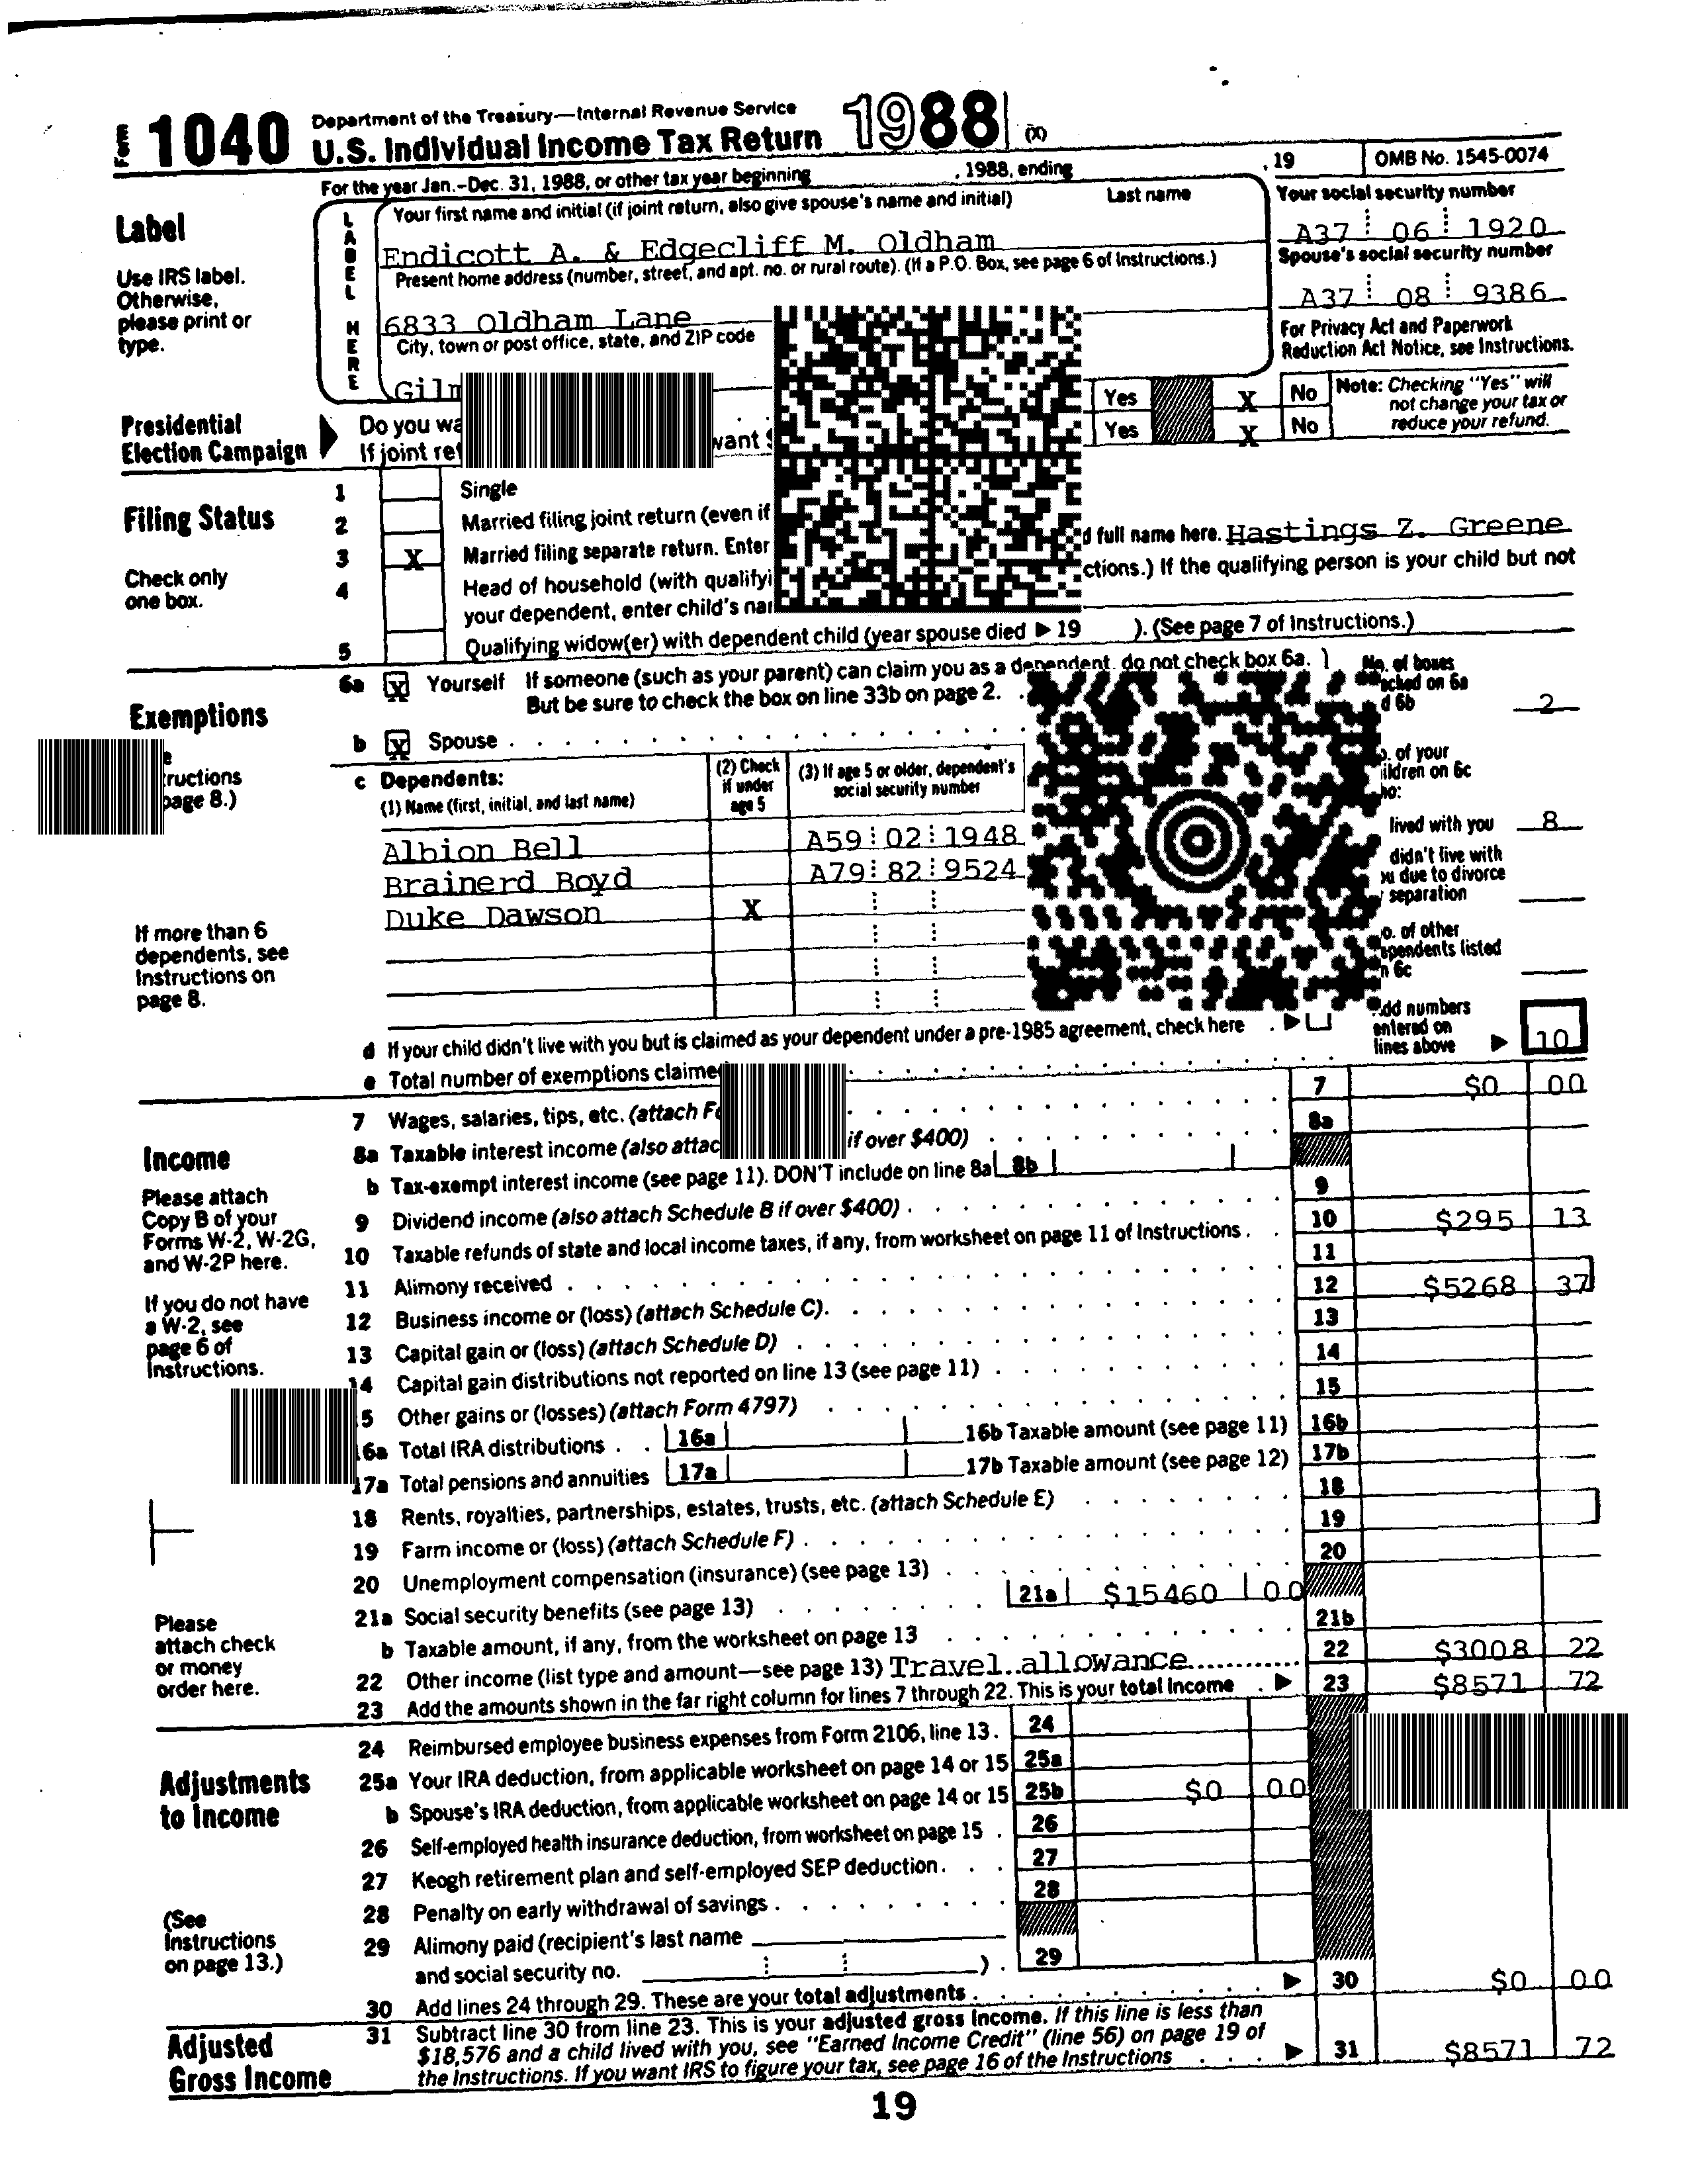 Form 1040 Department of the Treasury—Internal Revenue Service
U.S. Individual Income Tax Return 1988 (X)
For the year Jan.-Dec. 31, 1988, or other tax year beginning , 1988, ending , 19 OMB No. 1545-0074
Label
Use IRS label.
Otherwise,
please print or
type.
LABEL HERE
Your first name and initial (if joint return, also give spouse's name and initial) Last name
Endicott A. & Edgecliff M. Oldham
Present home address (number, street, and apt. no. or rural route). (If a P.O. Box, see page 6 of Instructions.)
6833 Oldham Lane
City, town or post office, state, and ZIP code
Your social security number
A37 06 1920
Spouse's social security number
A37 08 9386
For Privacy Act and Paperwork
Reduction Act Notice, see Instructions.
Presidential
Election Campaign
Do you
If joint
Yes X No
Yes X No
Note: Checking "Yes" will
not change your tax or
reduce your refund.
Filing Status
Check only
one box.
1 Single
2 Married filing joint return (even if
3 X Married filing separate return. Enter full name here. Hastings Z. Greene
4 Head of household (with If the qualifying person is your child but not
your dependent, enter child's
5 Qualifying widow(er) with dependent child (year spouse died ▶ 19 ). (See page 7 of Instructions.)
Exemptions
page 8.)
If more than 6
dependents, see
Instructions on
page 8.
6a X Yourself If someone (such as your parent) can claim you as a dependent, do not check box 6a.
But be sure to check the box on line 33b on page 2.
b X Spouse
c Dependents:
(1) Name (first, initial, and last name)
(2) Check
if under
age 5
(3) If age 5 or older, dependent's
social security number
Albion Bell A59 02 1948
Brainerd Boyd A79 82 9524
Duke Dawson X
No. of boxes
on 6a
6b 2
of your
on 6c
lived with you 8
didn't live with
due to divorce
separation
of other
listed
6c
numbers
entered on
lines above ▶ 10
d If your child didn't live with you but is claimed as your dependent under a pre-1985 agreement, check here ▶
e Total number of exemptions
Income
Please attach
Copy B of your
Forms W-2, W-2G,
and W-2P here.
If you do not have
a W-2, see
page 6 of
Instructions.
Please
attach check
or money
order here.
7 Wages, salaries, tips, etc. (attach 7 $0 00
8a Taxable interest income (also if over $400) 8a
b Tax-exempt interest income (see page 11). DON'T include on line 8a 8b
9 Dividend income (also attach Schedule B if over $400) 9
10 Taxable refunds of state and local income taxes, if any, from worksheet on page 11 of Instructions 10 $295 13
11 Alimony received 11
12 Business income or (loss) (attach Schedule C) 12 $5268 37
13 Capital gain or (loss) (attach Schedule D) 13
14 Capital gain distributions not reported on line 13 (see page 11) 14
Other gains or (losses) (attach Form 4797) 15
Total IRA distributions 16a 16b Taxable amount (see page 11) 16b
17a Total pensions and annuities 17a 17b Taxable amount (see page 12) 17b
18 Rents, royalties, partnerships, estates, trusts, etc. (attach Schedule E) 18
19 Farm income or (loss) (attach Schedule F) 19
20 Unemployment compensation (insurance) (see page 13) 20
21a Social security benefits (see page 13) 21a $15460 00
b Taxable amount, if any, from the worksheet on page 13 21b
22 Other income (list type and amount—see page 13) Travel allowance 22 $3008 22
23 Add the amounts shown in the far right column for lines 7 through 22. This is your total income ▶ 23 $8571 72
Adjustments
to Income
(See
Instructions
on page 13.)
24 Reimbursed employee business expenses from Form 2106, line 13. 24
25a Your IRA deduction, from applicable worksheet on page 14 or 15 25a
b Spouse's IRA deduction, from applicable worksheet on page 14 or 15 25b $0 00
26 Self-employed health insurance deduction, from worksheet on page 15 26
27 Keogh retirement plan and self-employed SEP deduction 27
28 Penalty on early withdrawal of savings 28
29 Alimony paid (recipient's last name
and social security no. ) 29
30 Add lines 24 through 29. These are your total adjustments ▶ 30 $0 00
Adjusted
Gross Income
31 Subtract line 30 from line 23. This is your adjusted gross income. If this line is less than
$18,576 and a child lived with you, see "Earned Income Credit" (line 56) on page 19 of
the Instructions. If you want IRS to figure your tax, see page 16 of the Instructions ▶ 31 $8571 72
19